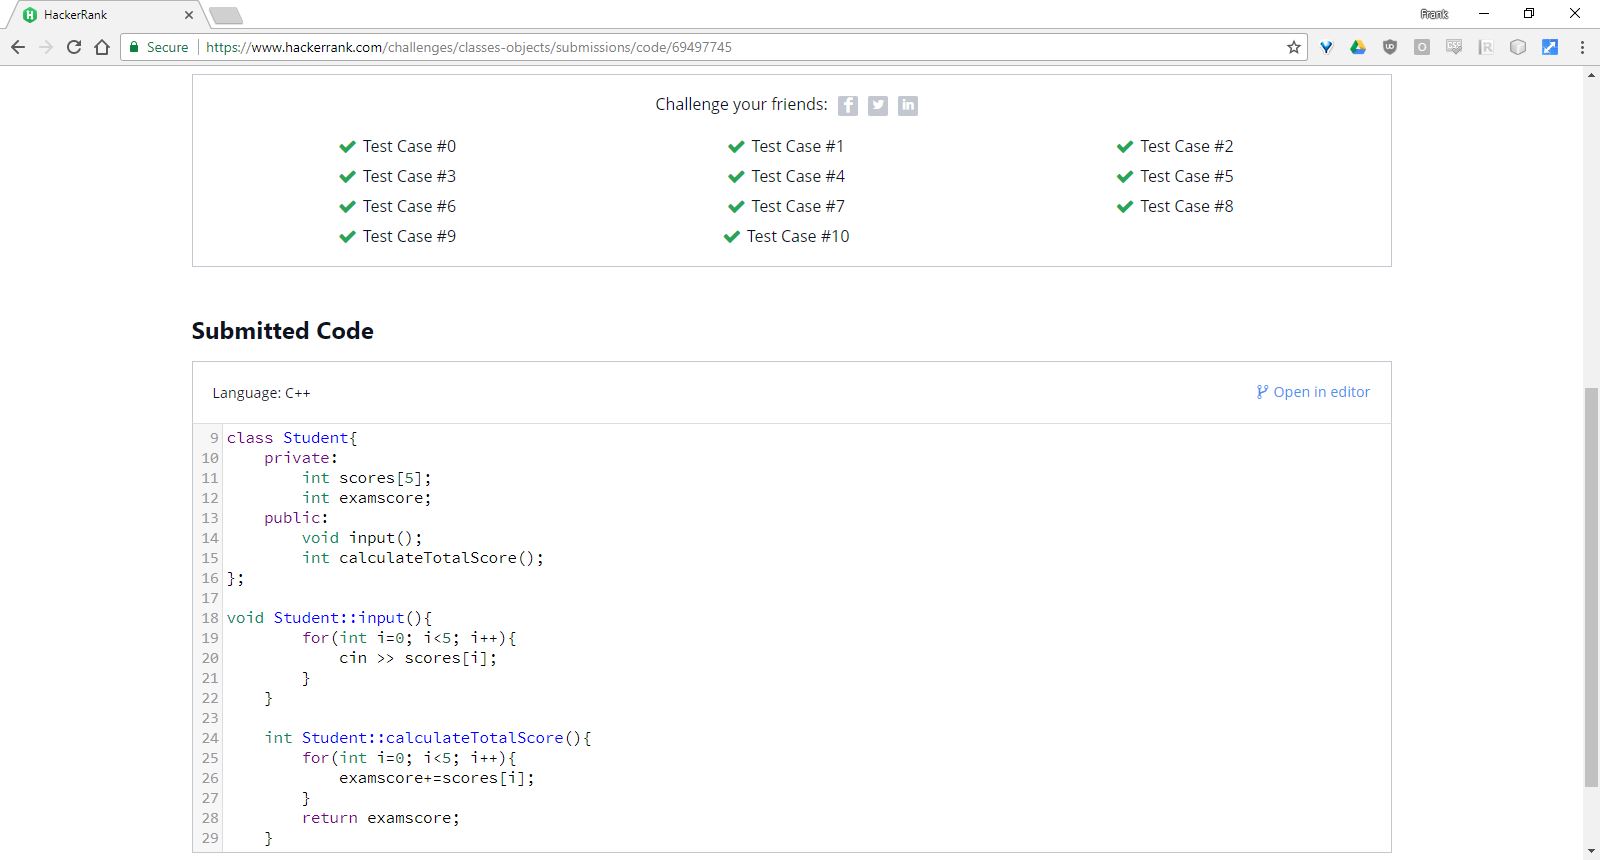 HackerRank
Frank
Secure https://www.hackerrank.com/challenges/classes-objects/submissions/code/69497745
Challenge your friends:
Test Case #0 Test Case #1 Test Case #2
Test Case #3 Test Case #4 Test Case #5
Test Case #6 Test Case #7 Test Case #8
Test Case #9 Test Case #10
Submitted Code
Language: C++ Open in editor
9 class Student{
10     private:
11         int scores[5];
12         int examscore;
13     public:
14         void input();
15         int calculateTotalScore();
16 };
17
18 void Student::input(){
19         for(int i=0; i<5; i++){
20             cin >> scores[i];
21         }
22     }
23
24     int Student::calculateTotalScore(){
25         for(int i=0; i<5; i++){
26             examscore+=scores[i];
27         }
28         return examscore;
29     }